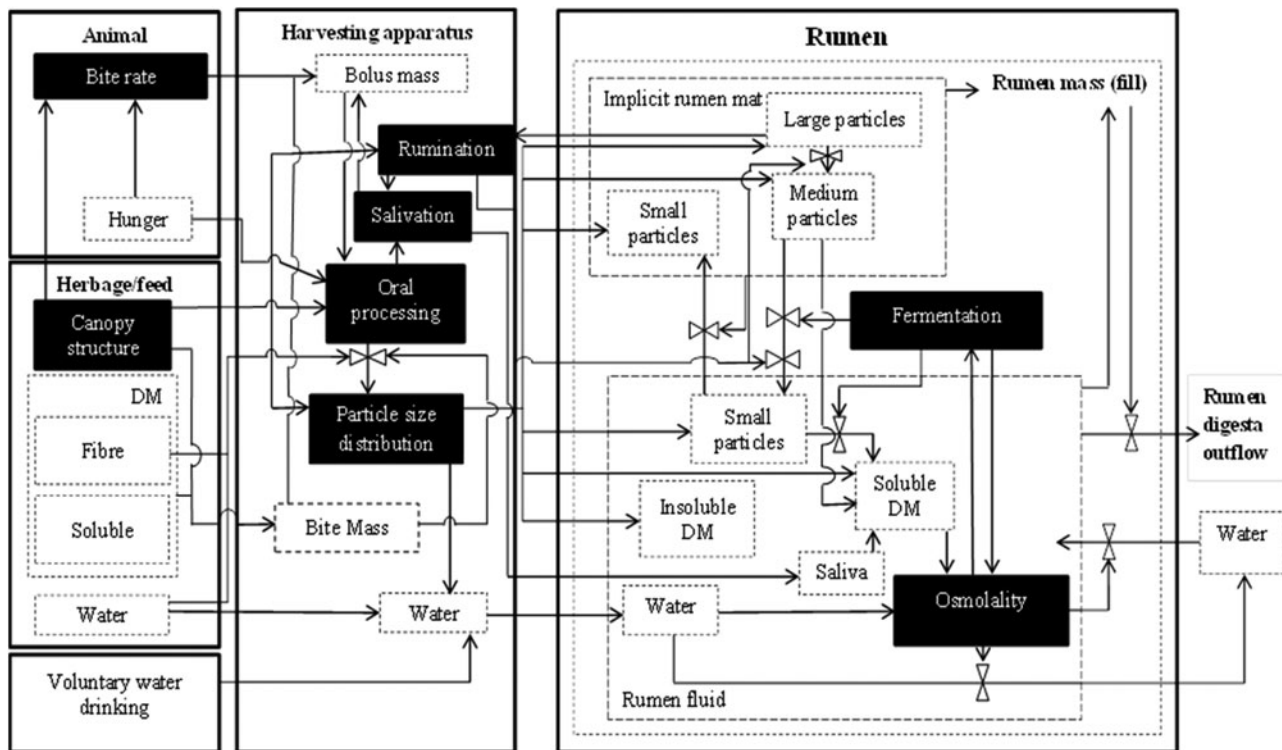 Animal
Bite rate
Hunger
Herbage/feed
Canopy
structure
DM
Fibre
Soluble
Water
Voluntary water
drinking
Harvesting apparatus
Bolus mass
Rumination
Salivation
Oral
processing
Particle size
distribution
Bite Mass
Water
Rumen
Implicit rumen mat
Large particles
Medium
particles
Small
particles
Rumen mass (fill)
Fermentation
Small
particles
Soluble
DM
Insoluble
DM
Saliva
Water
Osmolality
Rumen fluid
Rumen
digesta
outflow
Water